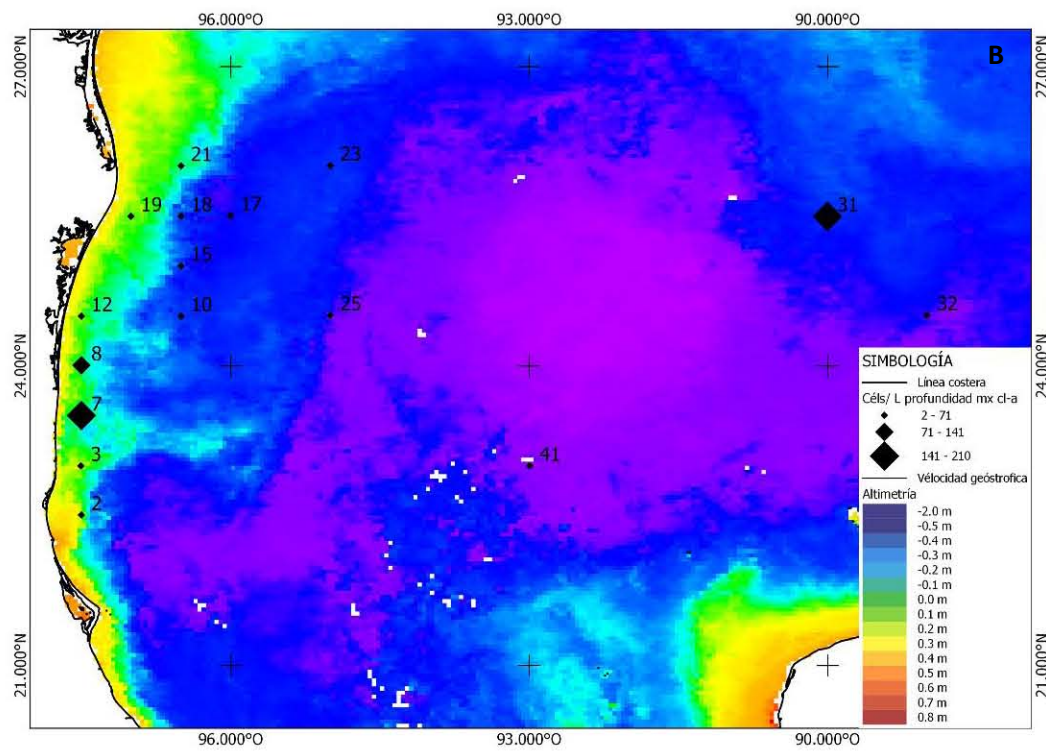 96.000°O 93.000°O 90.000°O
B
27.000°N 27.000°N
21 23
19 18 17 31
15
12 10 25 32
24.000°N 24.000°N
8
7
3 41
2
SIMBOLOGÍA
Línea costera
Céls/ L profundidad mx cl-a
2 - 71
71 - 141
141 - 210
Vélocidad geóstrofica
Altimetría
-2.0 m
-0.5 m
-0.4 m
-0.3 m
-0.2 m
-0.1 m
0.0 m
0.1 m
0.2 m
0.3 m
0.4 m
0.5 m
0.6 m
0.7 m
0.8 m
21.000°N 21.000°N
96.000°O 93.000°O 90.000°O